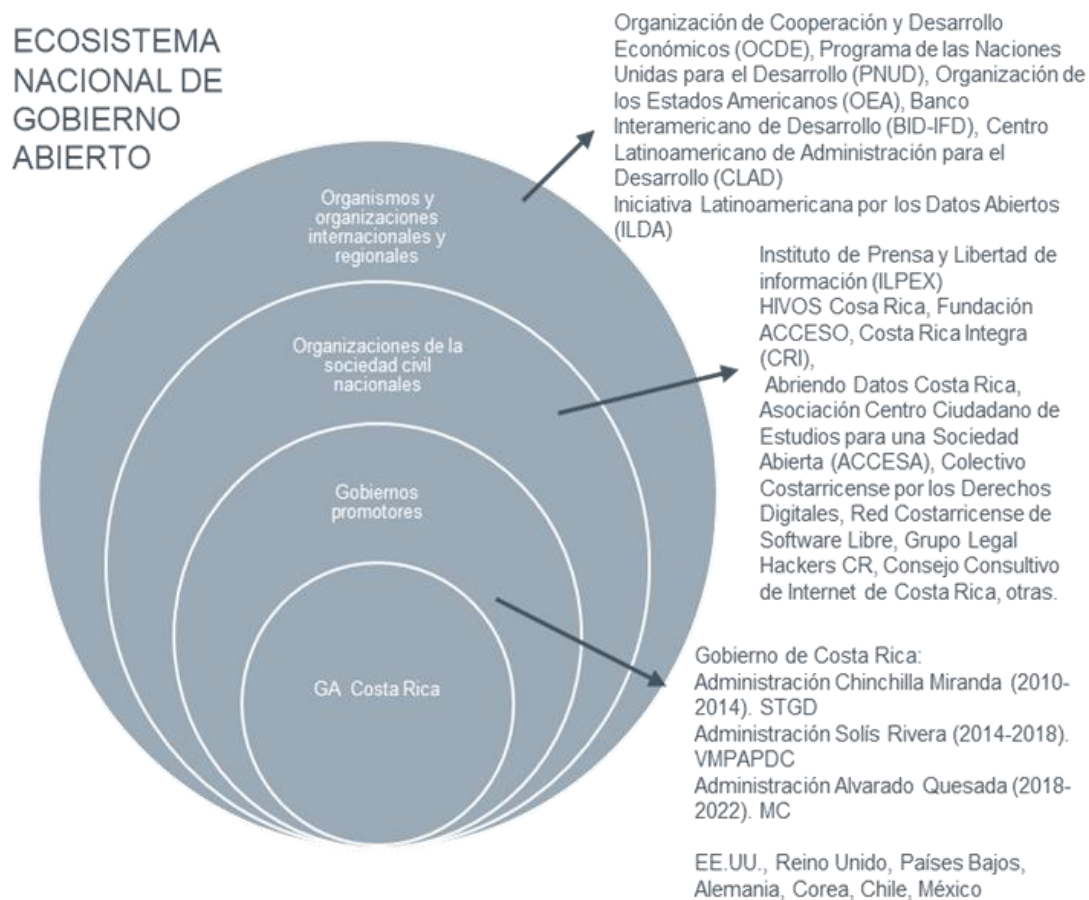 ECOSISTEMA
NACIONAL DE
GOBIERNO
ABIERTO
Organización de Cooperación y Desarrollo
Económicos (OCDE), Programa de las Naciones
Unidas para el Desarrollo (PNUD), Organización de
los Estados Americanos (OEA), Banco
Interamericano de Desarrollo (BID-IFD), Centro
Latinoamericano de Administración para el
Desarrollo (CLAD)
Iniciativa Latinoamericana por los Datos Abiertos
(ILDA)
Organismos y
organizaciones
internacionales y
regionales
Instituto de Prensa y Libertad de
información (ILPEX)
HIVOS Cosa Rica, Fundación
ACCESO, Costa Rica Integra
(CRI),
Abriendo Datos Costa Rica,
Asociación Centro Ciudadano de
Estudios para una Sociedad
Abierta (ACCESA), Colectivo
Costarricense por los Derechos
Digitales, Red Costarricense de
Software Libre, Grupo Legal
Hackers CR, Consejo Consultivo
de Internet de Costa Rica, otras.
Organizaciones de la
sociedad civil
nacionales
Gobiernos
promotores
Gobierno de Costa Rica:
Administración Chinchilla Miranda (2010-
2014). STGD
Administración Solís Rivera (2014-2018).
VMPAPDC
Administración Alvarado Quesada (2018-
2022). MC
EE.UU., Reino Unido, Países Bajos,
Alemania, Corea, Chile, México
GA Costa Rica